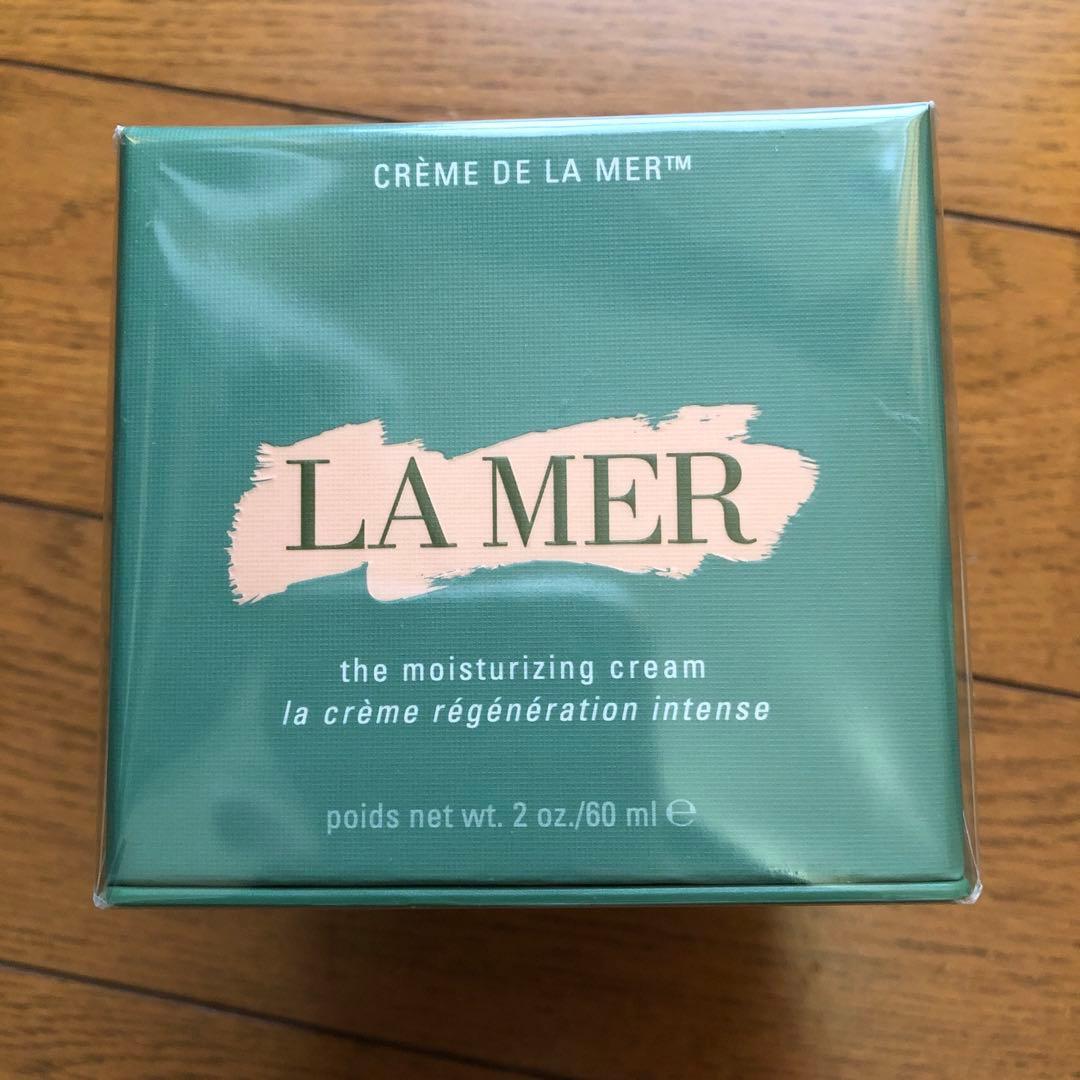 CRÈME DE LA MER™
LA MER
the moisturizing cream
la crème régénération intense
poids net wt. 2 oz./60 ml ℮